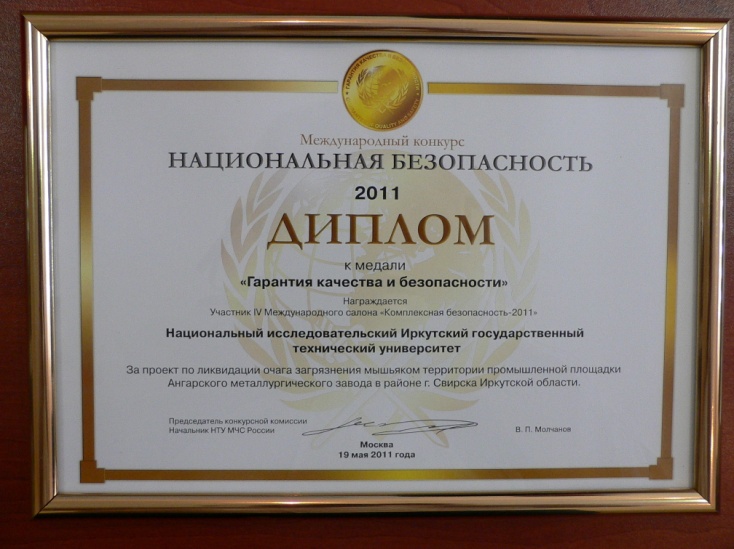 Международный конкурс
НАЦИОНАЛЬНАЯ БЕЗОПАСНОСТЬ
2011
ДИПЛОМ
к медали
«Гарантия качества и безопасности»
Награждается
Участник IV Международного салона «Комплексная безопасность-2011»
Национальный исследовательский Иркутский государственный
технический университет
За проект по ликвидации очага загрязнения мышьяком территории промышленной площадки
Ангарского металлургического завода в районе г. Свирска Иркутской области.
Председатель конкурсной комиссии
Начальник НТУ МЧС России
В. П. Молчанов
Москва
19 мая 2011 года